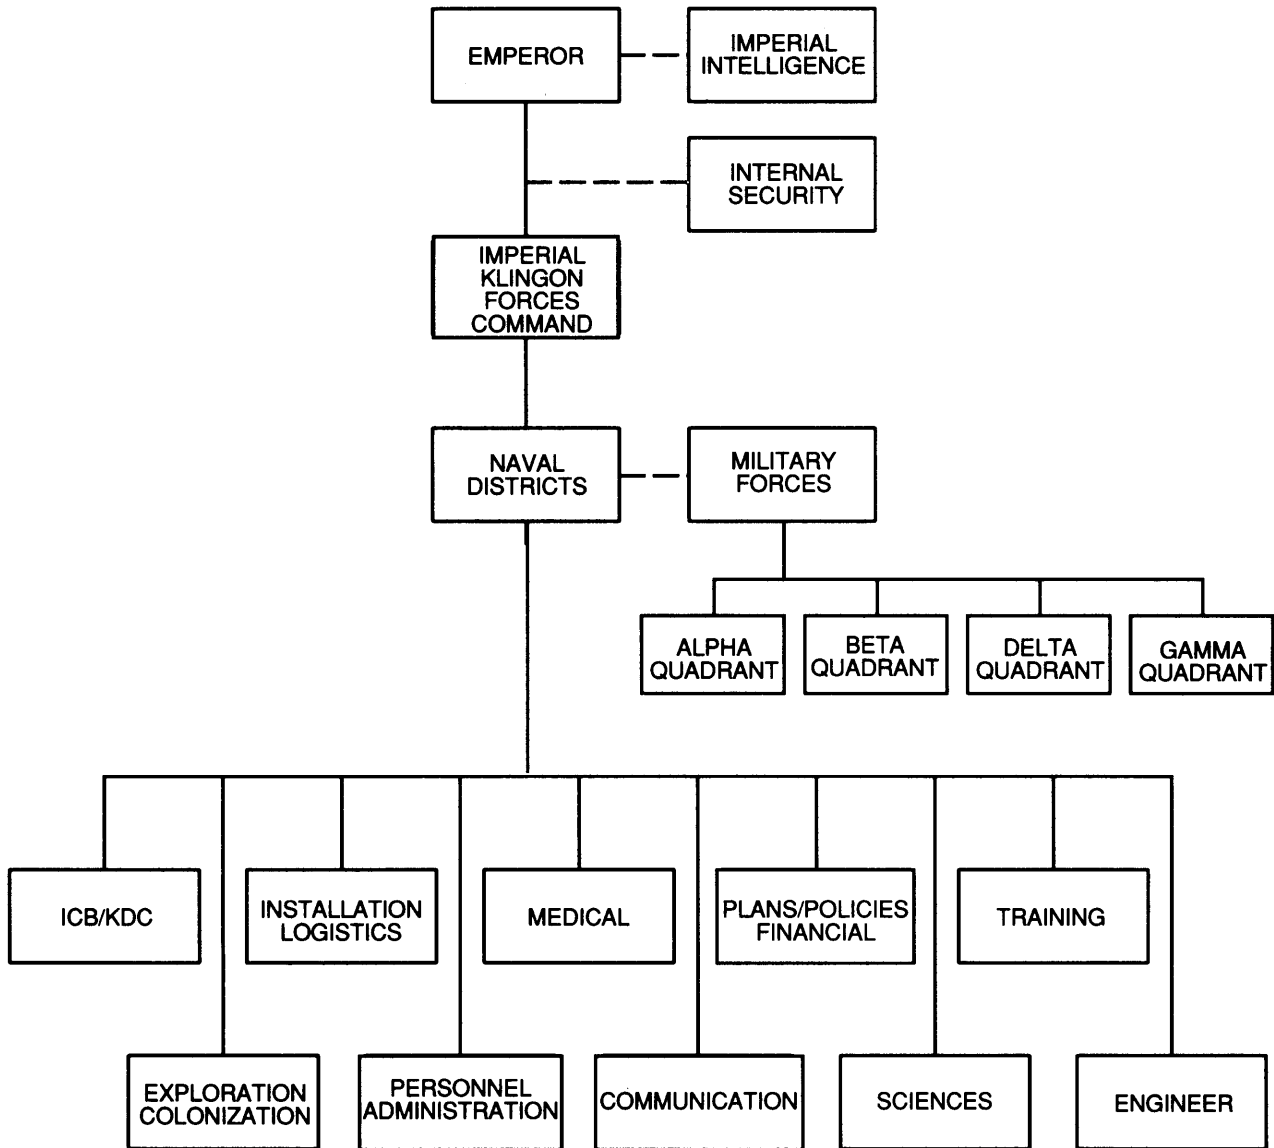 EMPEROR
IMPERIAL
INTELLIGENCE
INTERNAL
SECURITY
IMPERIAL
KLINGON
FORCES
COMMAND
NAVAL
DISTRICTS
MILITARY
FORCES
ALPHA
QUADRANT
BETA
QUADRANT
DELTA
QUADRANT
GAMMA
QUADRANT
ICB/KDC
INSTALLATION
LOGISTICS
MEDICAL
PLANS/POLICIES
FINANCIAL
TRAINING
EXPLORATION
COLONIZATION
PERSONNEL
ADMINISTRATION
COMMUNICATION
SCIENCES
ENGINEER